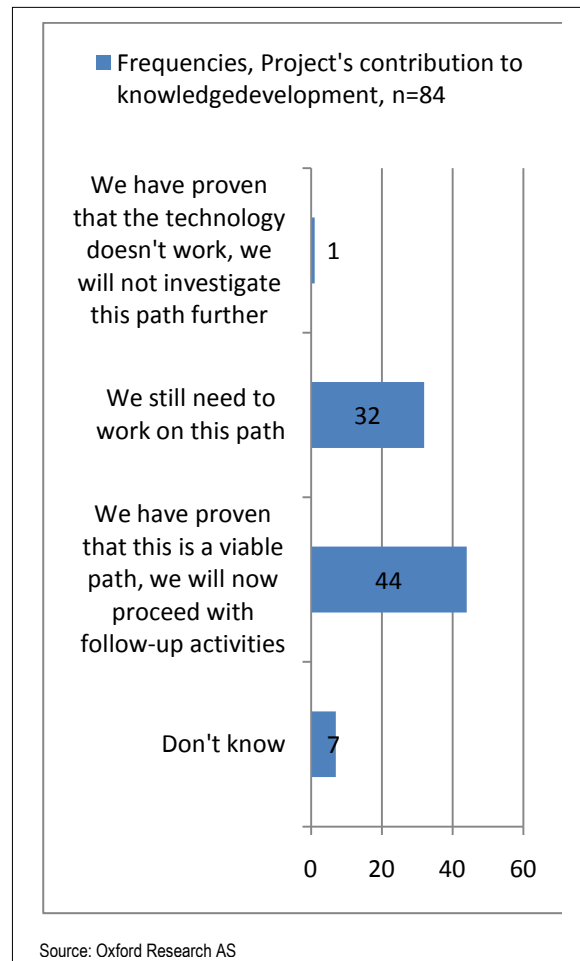 Frequencies, Project's contribution to
knowledgedevelopment, n=84
We have proven
that the technology
doesn't work, we
will not investigate
this path further
1
We still need to
work on this path
32
We have proven
that this is a viable
path, we will now
proceed with
follow-up activities
44
Don't know
7
0 20 40 60
Source: Oxford Research AS